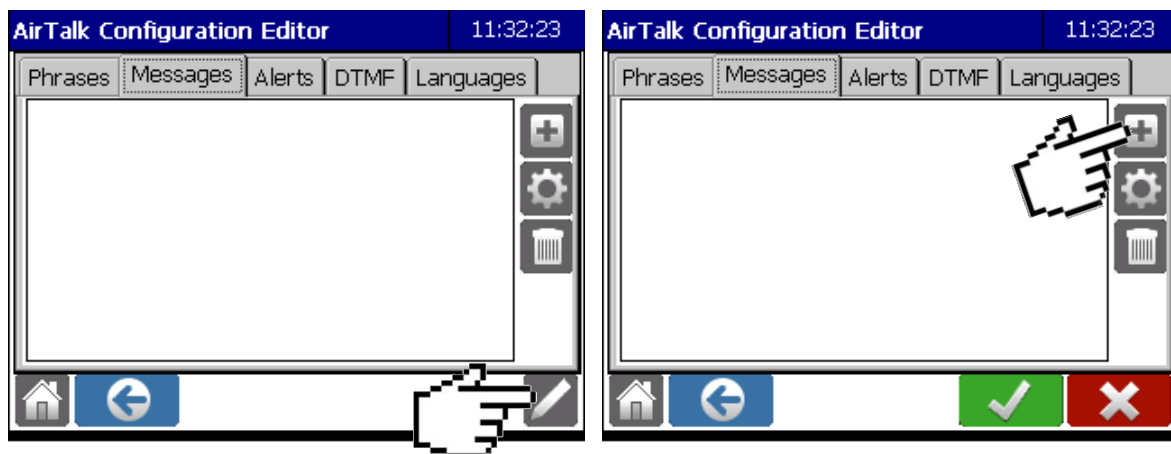 AirTalk Configuration Editor 11:32:23
Phrases Messages Alerts DTMF Languages
AirTalk Configuration Editor 11:32:23
Phrases Messages Alerts DTMF Languages